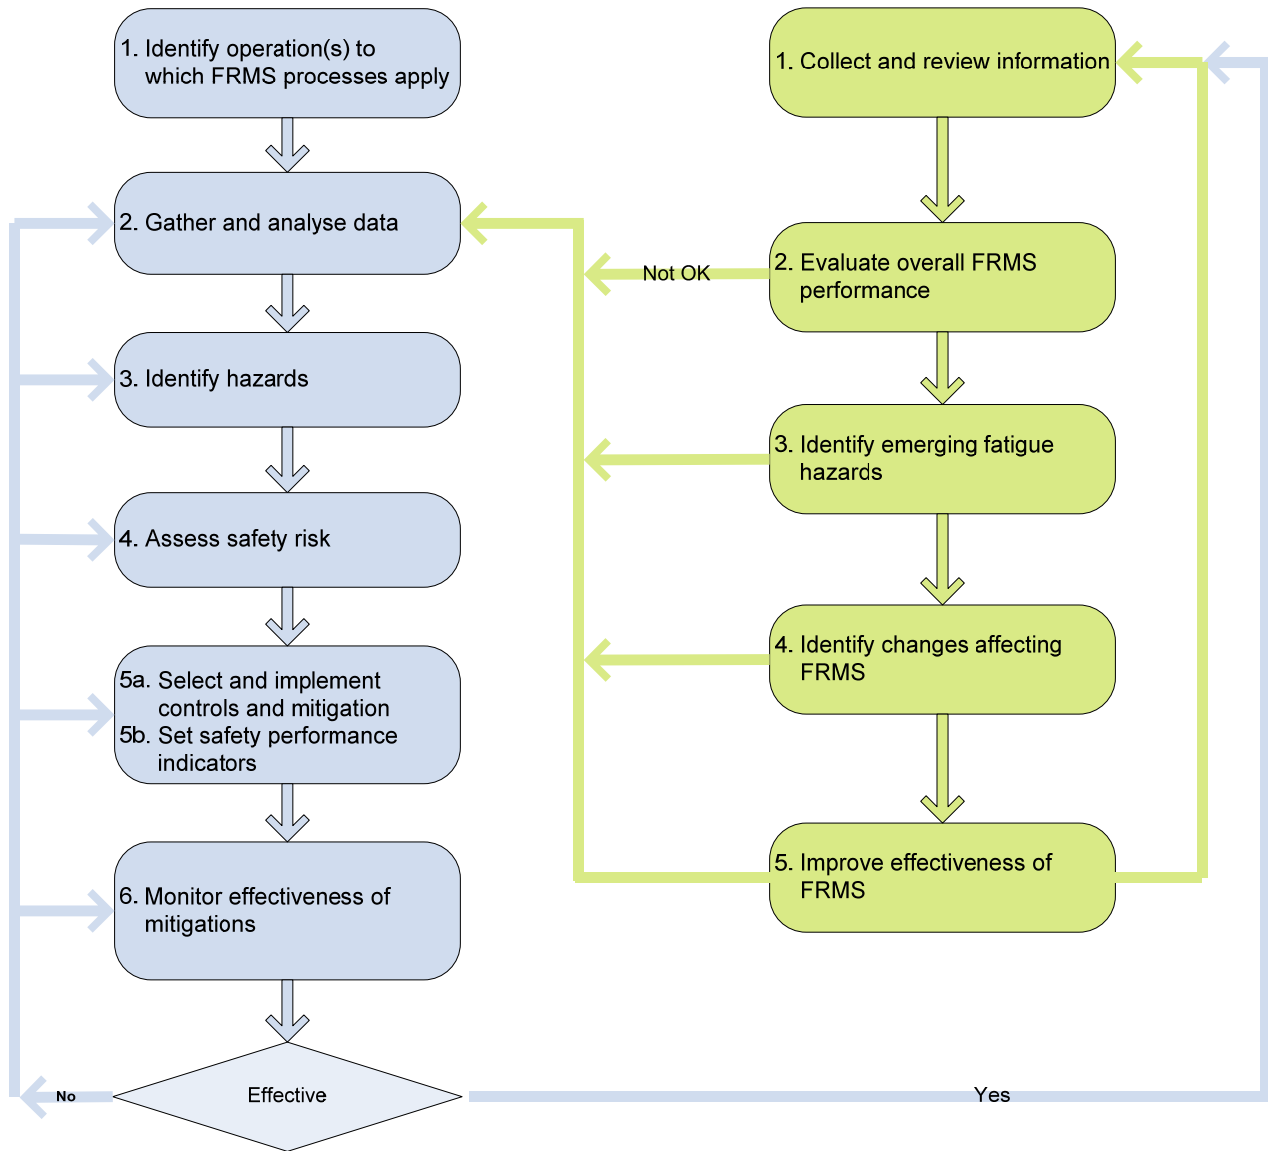 1. Identify operation(s) to
which FRMS processes apply
2. Gather and analyse data
3. Identify hazards
4. Assess safety risk
5a. Select and implement
controls and mitigation
5b. Set safety performance
indicators
6. Monitor effectiveness of
mitigations
Effective
No
Yes
1. Collect and review information
2. Evaluate overall FRMS
performance
Not OK
3. Identify emerging fatigue
hazards
4. Identify changes affecting
FRMS
5. Improve effectiveness of
FRMS